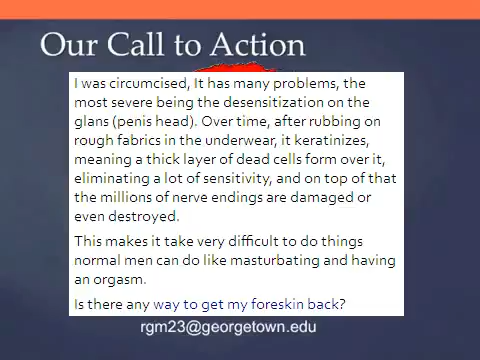 Our Call to Action
I was circumcised, It has many problems, the
most severe being the desensitization on the
glans (penis head). Over time, after rubbing on
rough fabrics in the underwear, it keratinizes,
meaning a thick layer of dead cells form over it,
eliminating a lot of sensitivity, and on top of that
the millions of nerve endings are damaged or
even destroyed.
This makes it take very difficult to do things
normal men can do like masturbating and having
an orgasm.
Is there any way to get my foreskin back?
rgm23@georgetown.edu